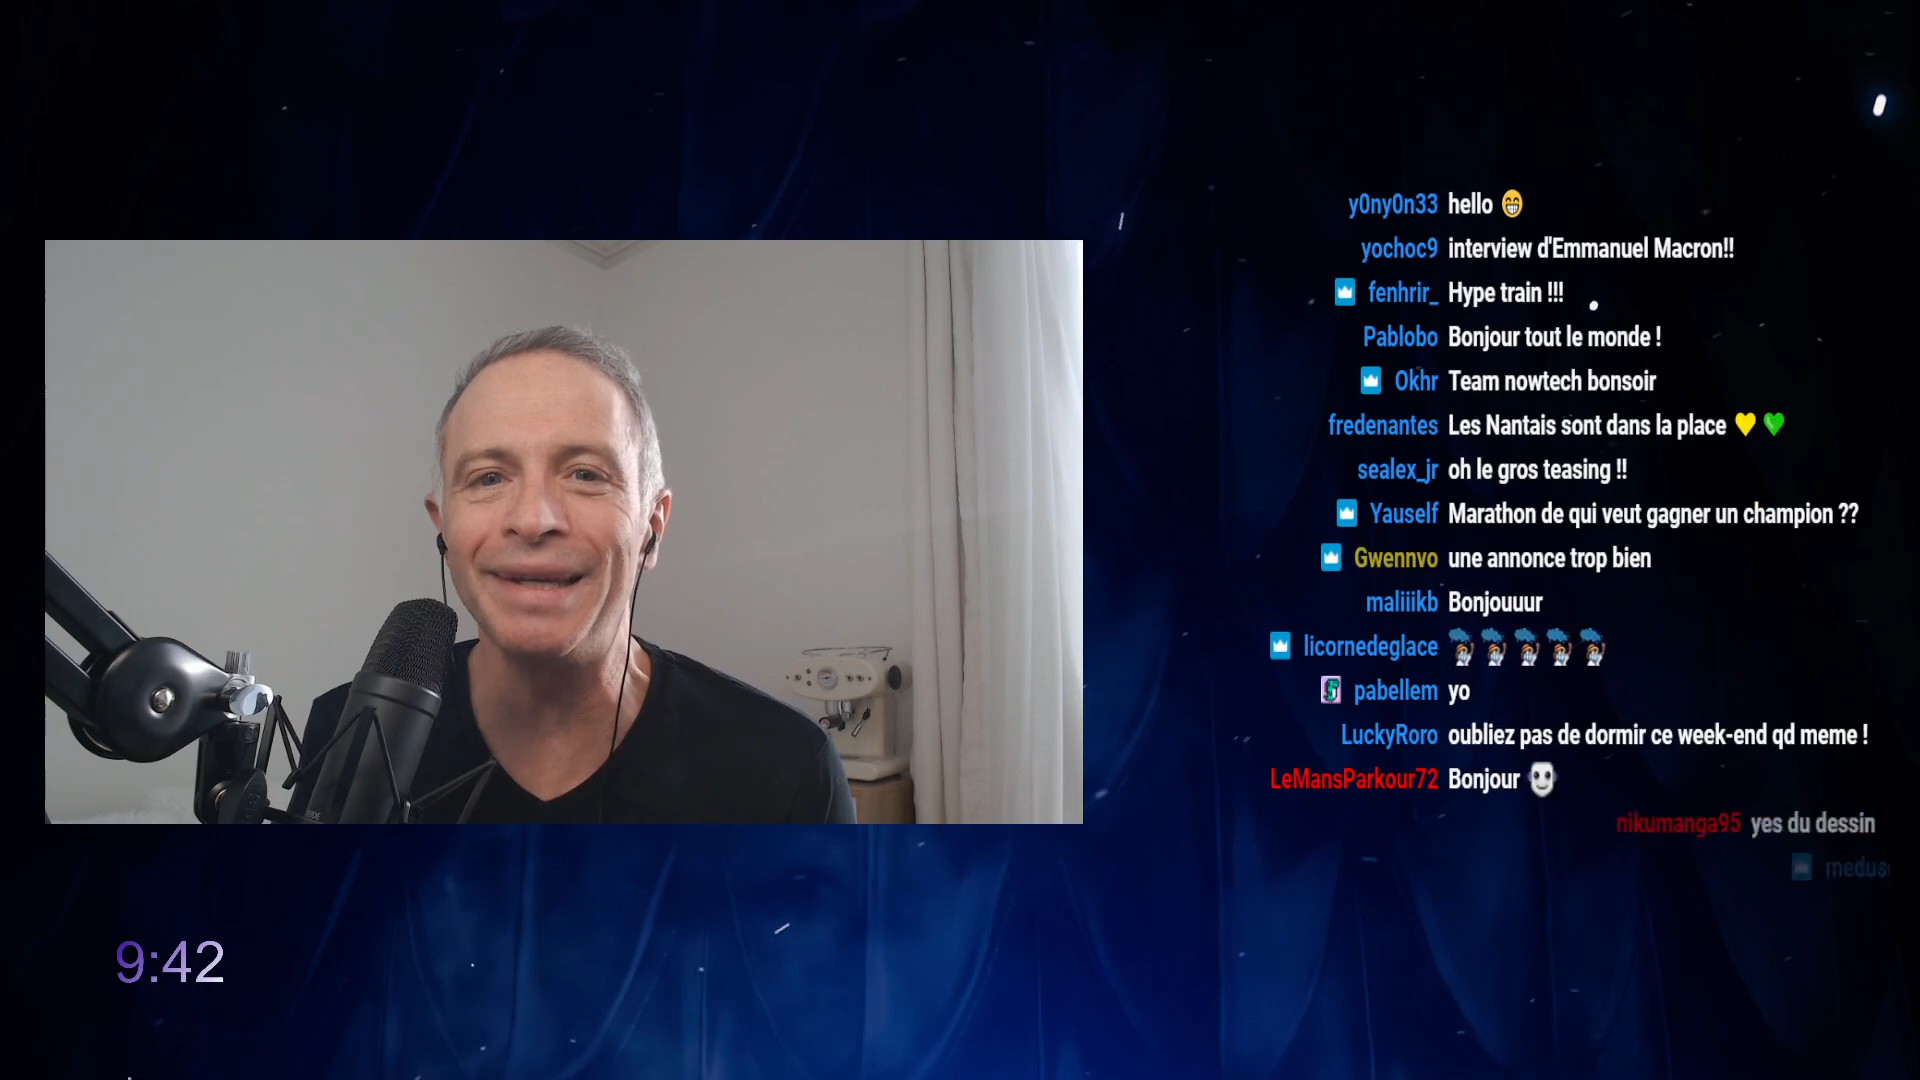 y0ny0n33 hello
yochoc9 interview d'Emmanuel Macron!!
fenhrir_ Hype train !!!
Pablobo Bonjour tout le monde !
Okhr Team nowtech bonsoir
fredenantes Les Nantais sont dans la place
sealex_jr oh le gros teasing !!
Yauself Marathon de qui veut gagner un champion ??
Gwennvo une annonce trop bien
maliiikb Bonjouuur
licornedeglace
pabellem yo
LuckyRoro oubliez pas de dormir ce week-end qd meme !
LeMansParkour72 Bonjour
nikumanga95 yes du dessin
9:42